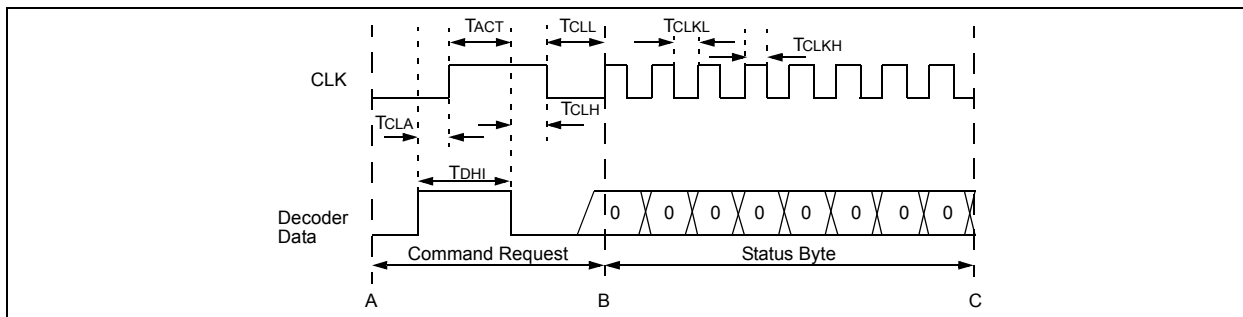 TACT
TCLL
TCLKL
TCLKH
CLK
TCLH
TCLA
TDHI
Decoder
Data
0 0 0 0 0 0 0 0
Command Request
Status Byte
A
B
C